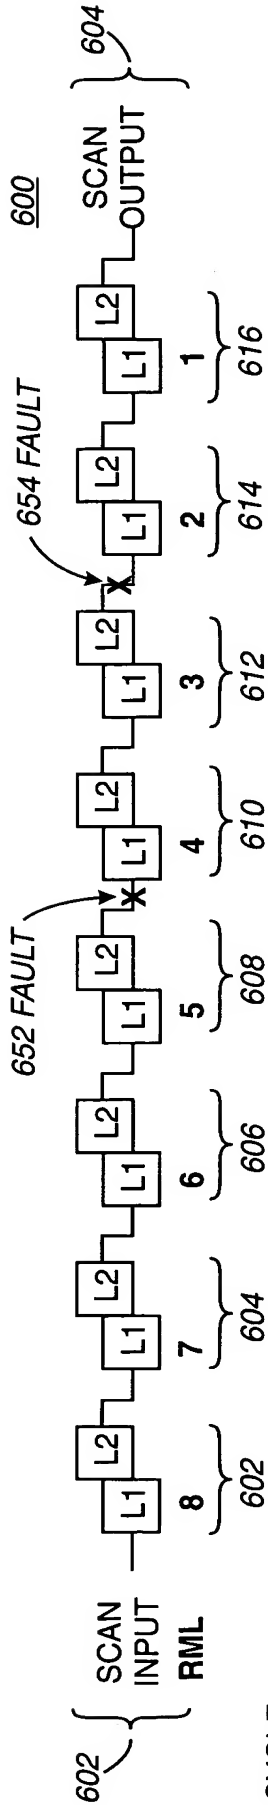 600
652 FAULT
654 FAULT
602
SCAN
INPUT
RML
L1 L2 L1 L2 L1 L2 L1 L2 L1 L2 L1 L2 L1 L2 L1 L2
SCAN
OUTPUT
604
8 7 6 5 4 3 2 1
602 604 606 608 610 612 614 616